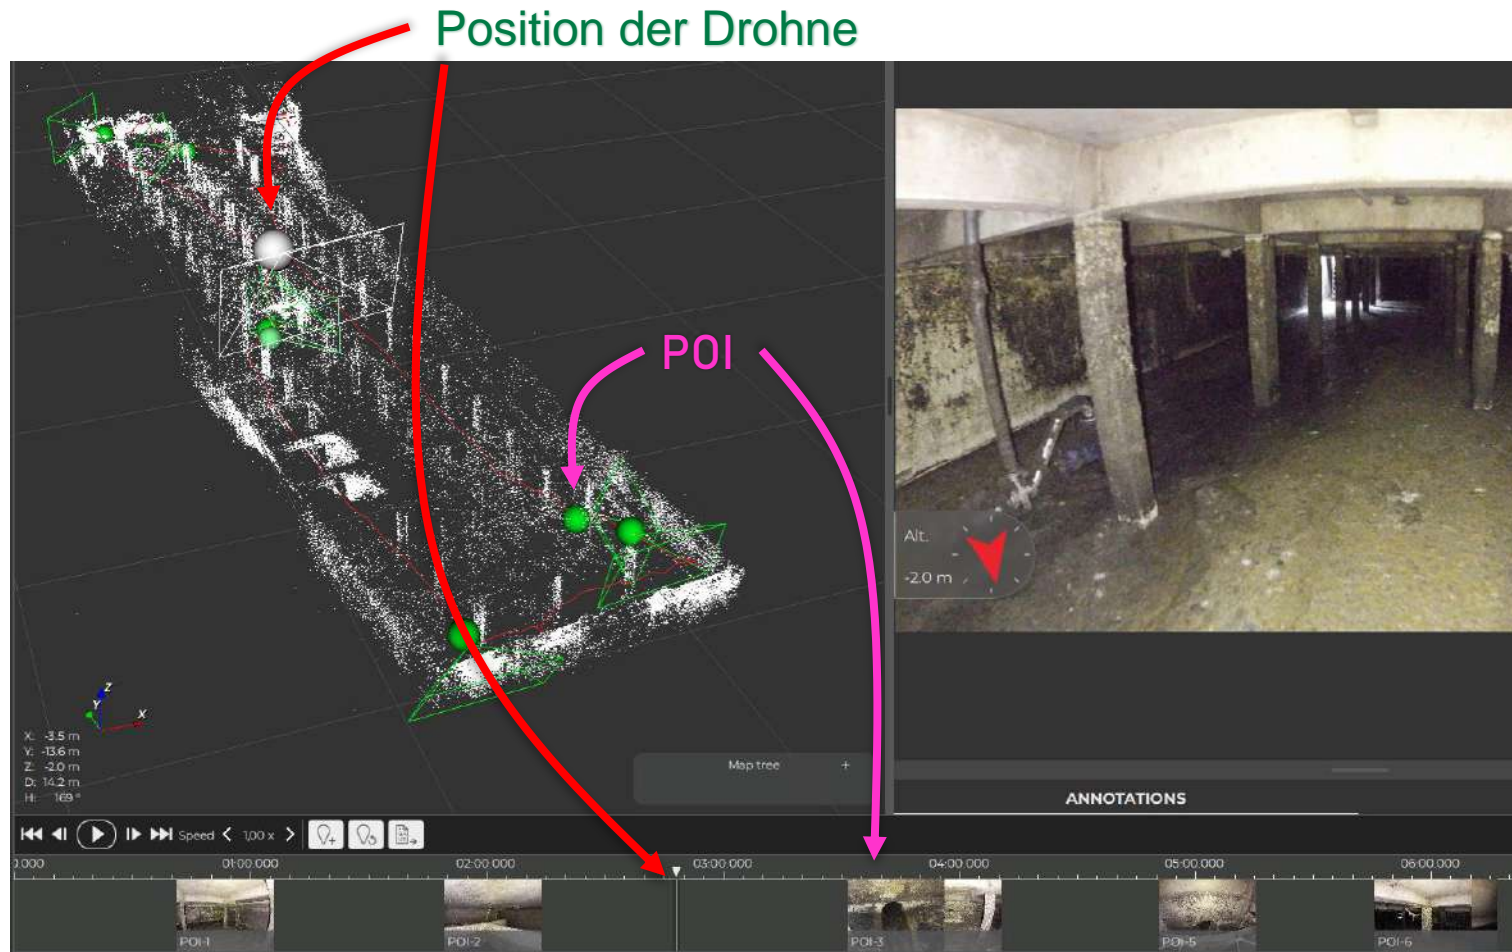 Position der Drohne
POI
Alt.
-2.0 m
Z
Y
X
X: -3.5 m
Y: -13.6 m
Z: -2.0 m
D: 14.2 m
H: 169 °
Map tree +
ANNOTATIONS
Speed 1,00 x
01:00.000 02:00.000 03:00.000 04:00.000 05:00.000 06:00.000
POI-1 POI-2 POI-3 POI-5 POI-6